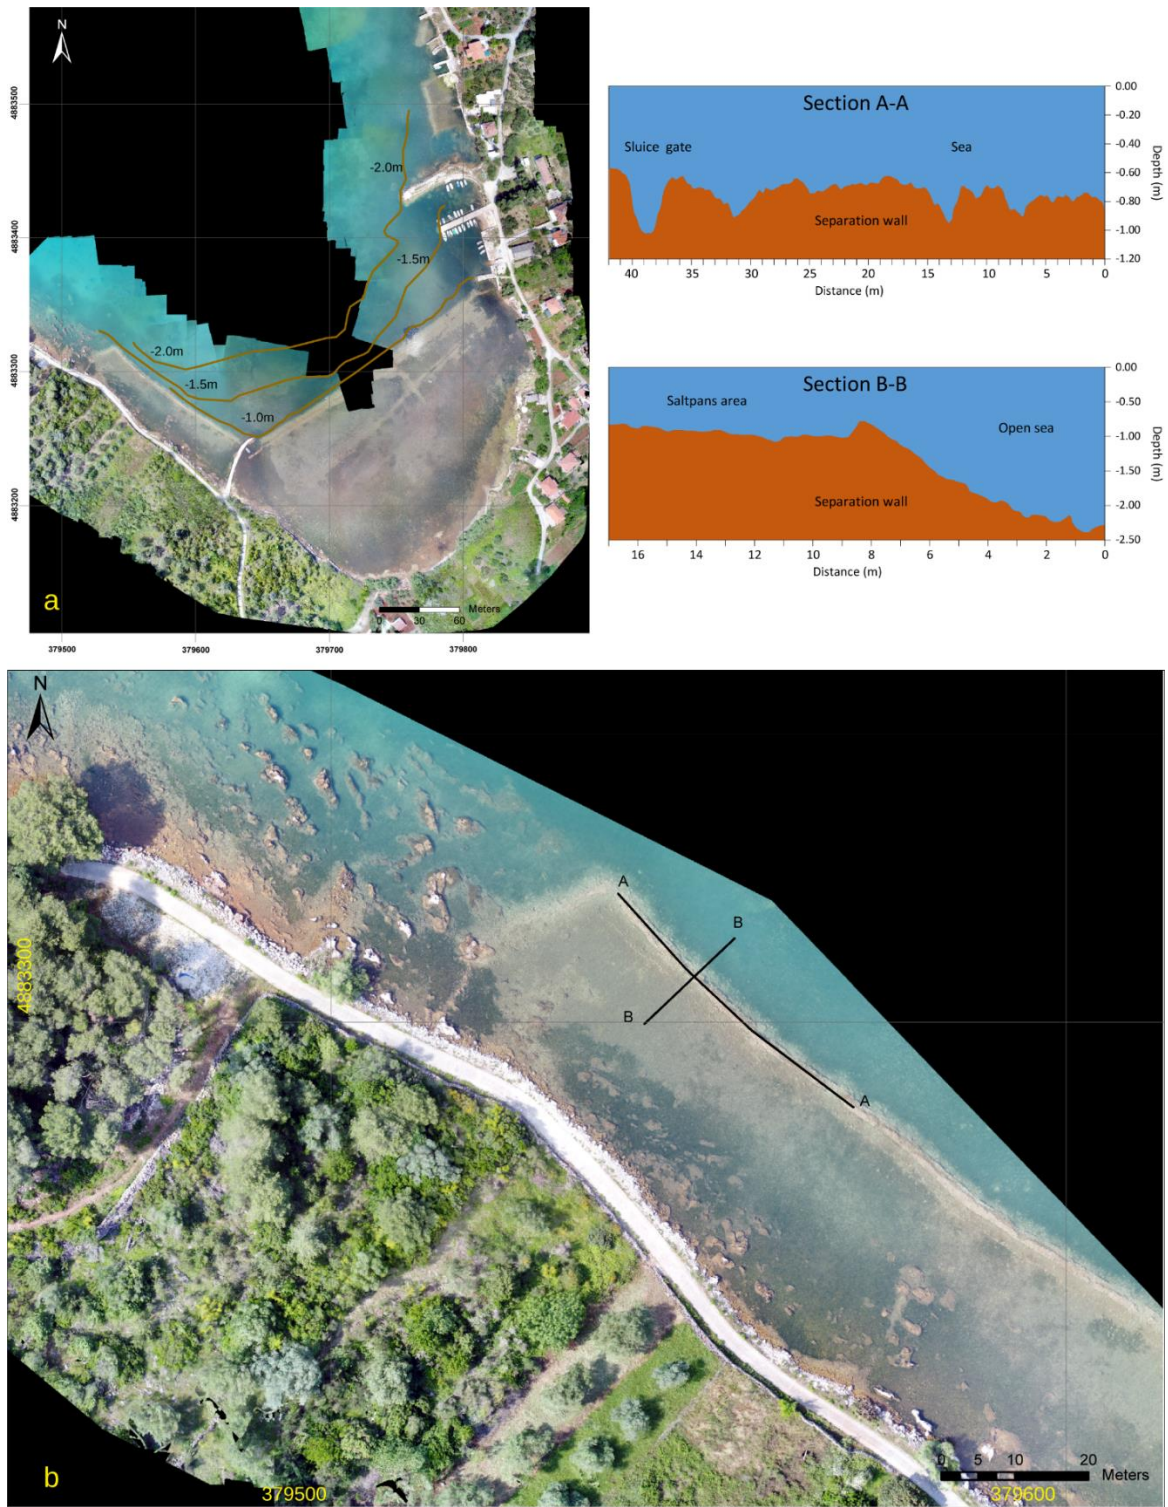 N
4883500
4883400
4883300
4883200
-2.0m
-1.5m
-2.0m
-1.5m
-1.0m
a
Meters
0 30 60
379500 379600 379700 379800
Section A-A
Sluice gate
Sea
Separation wall
0.00
-0.20
-0.40
-0.60
-0.80
-1.00
-1.20
Depth (m)
40 35 30 25 20 15 10 5 0
Distance (m)
Section B-B
Saltpans area
Open sea
Separation wall
0.00
-0.50
-1.00
-1.50
-2.00
-2.50
Depth (m)
16 14 12 10 8 6 4 2 0
Distance (m)
N
4883300
A
B
B
A
b
0 5 10 20
Meters
379500 379600